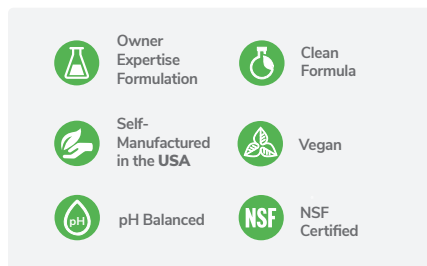 Owner
Expertise
Formulation
Clean
Formula
Self-
Manufactured
in the USA
Vegan
pH
pH Balanced
NSF
NSF
Certified